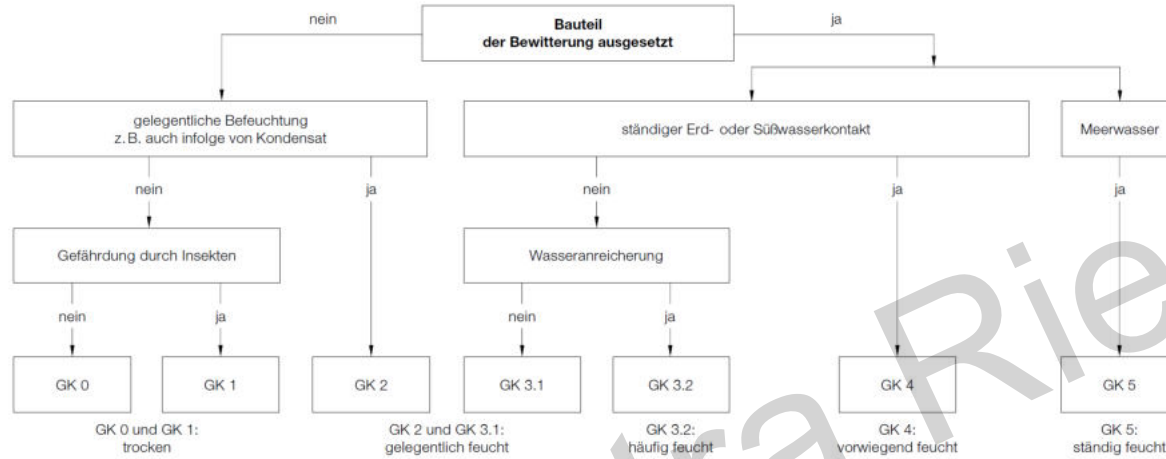 nein
Bauteil
der Bewitterung ausgesetzt
ja
gelegentliche Befeuchtung
z. B. auch infolge von Kondensat
ständiger Erd- oder Süßwasserkontakt
Meerwasser
nein
ja
nein
ja
ja
Gefährdung durch Insekten
Wasseranreicherung
nein
ja
nein
ja
GK 0
GK 1
GK 2
GK 3.1
GK 3.2
GK 4
GK 5
GK 0 und GK 1:
trocken
GK 2 und GK 3.1:
gelegentlich feucht
GK 3.2:
häufig feucht
GK 4:
vorwiegend feucht
GK 5:
ständig feucht
tra Rie